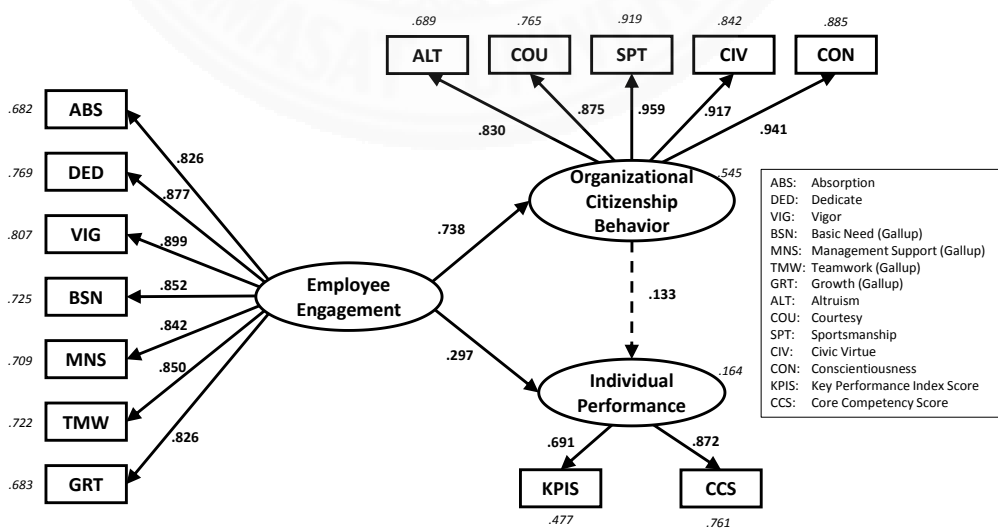 .689
.765
.919
.842
.885
ALT
COU
SPT
CIV
CON
.830
.875
.959
.917
.941
.682
ABS
.826
.769
DED
.877
.807
VIG
.899
.725
BSN
.852
.709
MNS
.842
.722
TMW
.850
.683
GRT
.826
Employee
Engagement
.738
.297
Organizational
Citizenship
Behavior
.545
.133
Individual
Performance
.164
.691
.872
KPIS
CCS
.477
.761
ABS: Absorption
DED: Dedicate
VIG: Vigor
BSN: Basic Need (Gallup)
MNS: Management Support (Gallup)
TMW: Teamwork (Gallup)
GRT: Growth (Gallup)
ALT: Altruism
COU: Courtesy
SPT: Sportsmanship
CIV: Civic Virtue
CON: Conscientiousness
KPIS: Key Performance Index Score
CCS: Core Competency Score